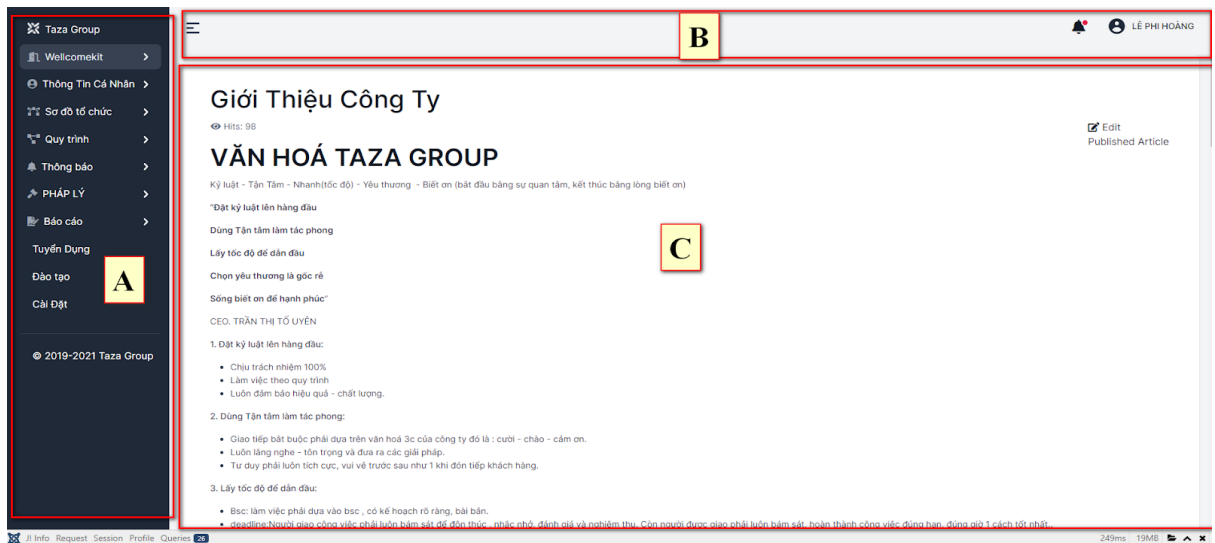 Taza Group
Wellcomekit
Thông Tin Cá Nhân
Sơ đồ tổ chức
Quy trình
Thông báo
PHÁP LÝ
Báo cáo
Tuyển Dụng
Đào tạo
Cài Đặt
© 2019-2021 Taza Group
A
B
LÊ PHI HOÀNG
Giới Thiệu Công Ty
Hits: 98
Edit
Published Article
VĂN HOÁ TAZA GROUP
Kỷ luật - Tận Tâm - Nhanh(tốc độ) - Yêu thương - Biết ơn (bắt đầu bằng sự quan tâm, kết thúc bằng lòng biết ơn)
"Đặt kỷ luật lên hàng đầu
Dùng Tận tâm làm tác phong
Lấy tốc độ để dẫn đầu
Chọn yêu thương là gốc rễ
Sống biết ơn để hạnh phúc"
C
CEO. TRẦN THỊ TỐ UYÊN
1. Đặt kỷ luật lên hàng đầu:
Chịu trách nhiệm 100%
Làm việc theo quy trình
Luôn đảm bảo hiệu quả - chất lượng.
2. Dùng Tận tâm làm tác phong:
Giao tiếp bắt buộc phải dựa trên văn hoá 3c của công ty đó là : cười - chào - cảm ơn.
Luôn lắng nghe - tôn trọng và đưa ra các giải pháp.
Tư duy phải luôn tích cực, vui vẻ trước sau như 1 khi đón tiếp khách hàng.
3. Lấy tốc độ để dẫn đầu:
Bsc: làm việc phải dựa vào bsc , có kế hoạch rõ ràng, bài bản.
deadline:Người giao công việc phải luôn bám sát để đôn thúc , nhắc nhở, đánh giá và nghiệm thu. Còn người được giao phải luôn bám sát, hoàn thành công việc đúng hạn, đúng giờ 1 cách tốt nhất..
J! Info Request Session Profile Queries 26
249ms 19MB